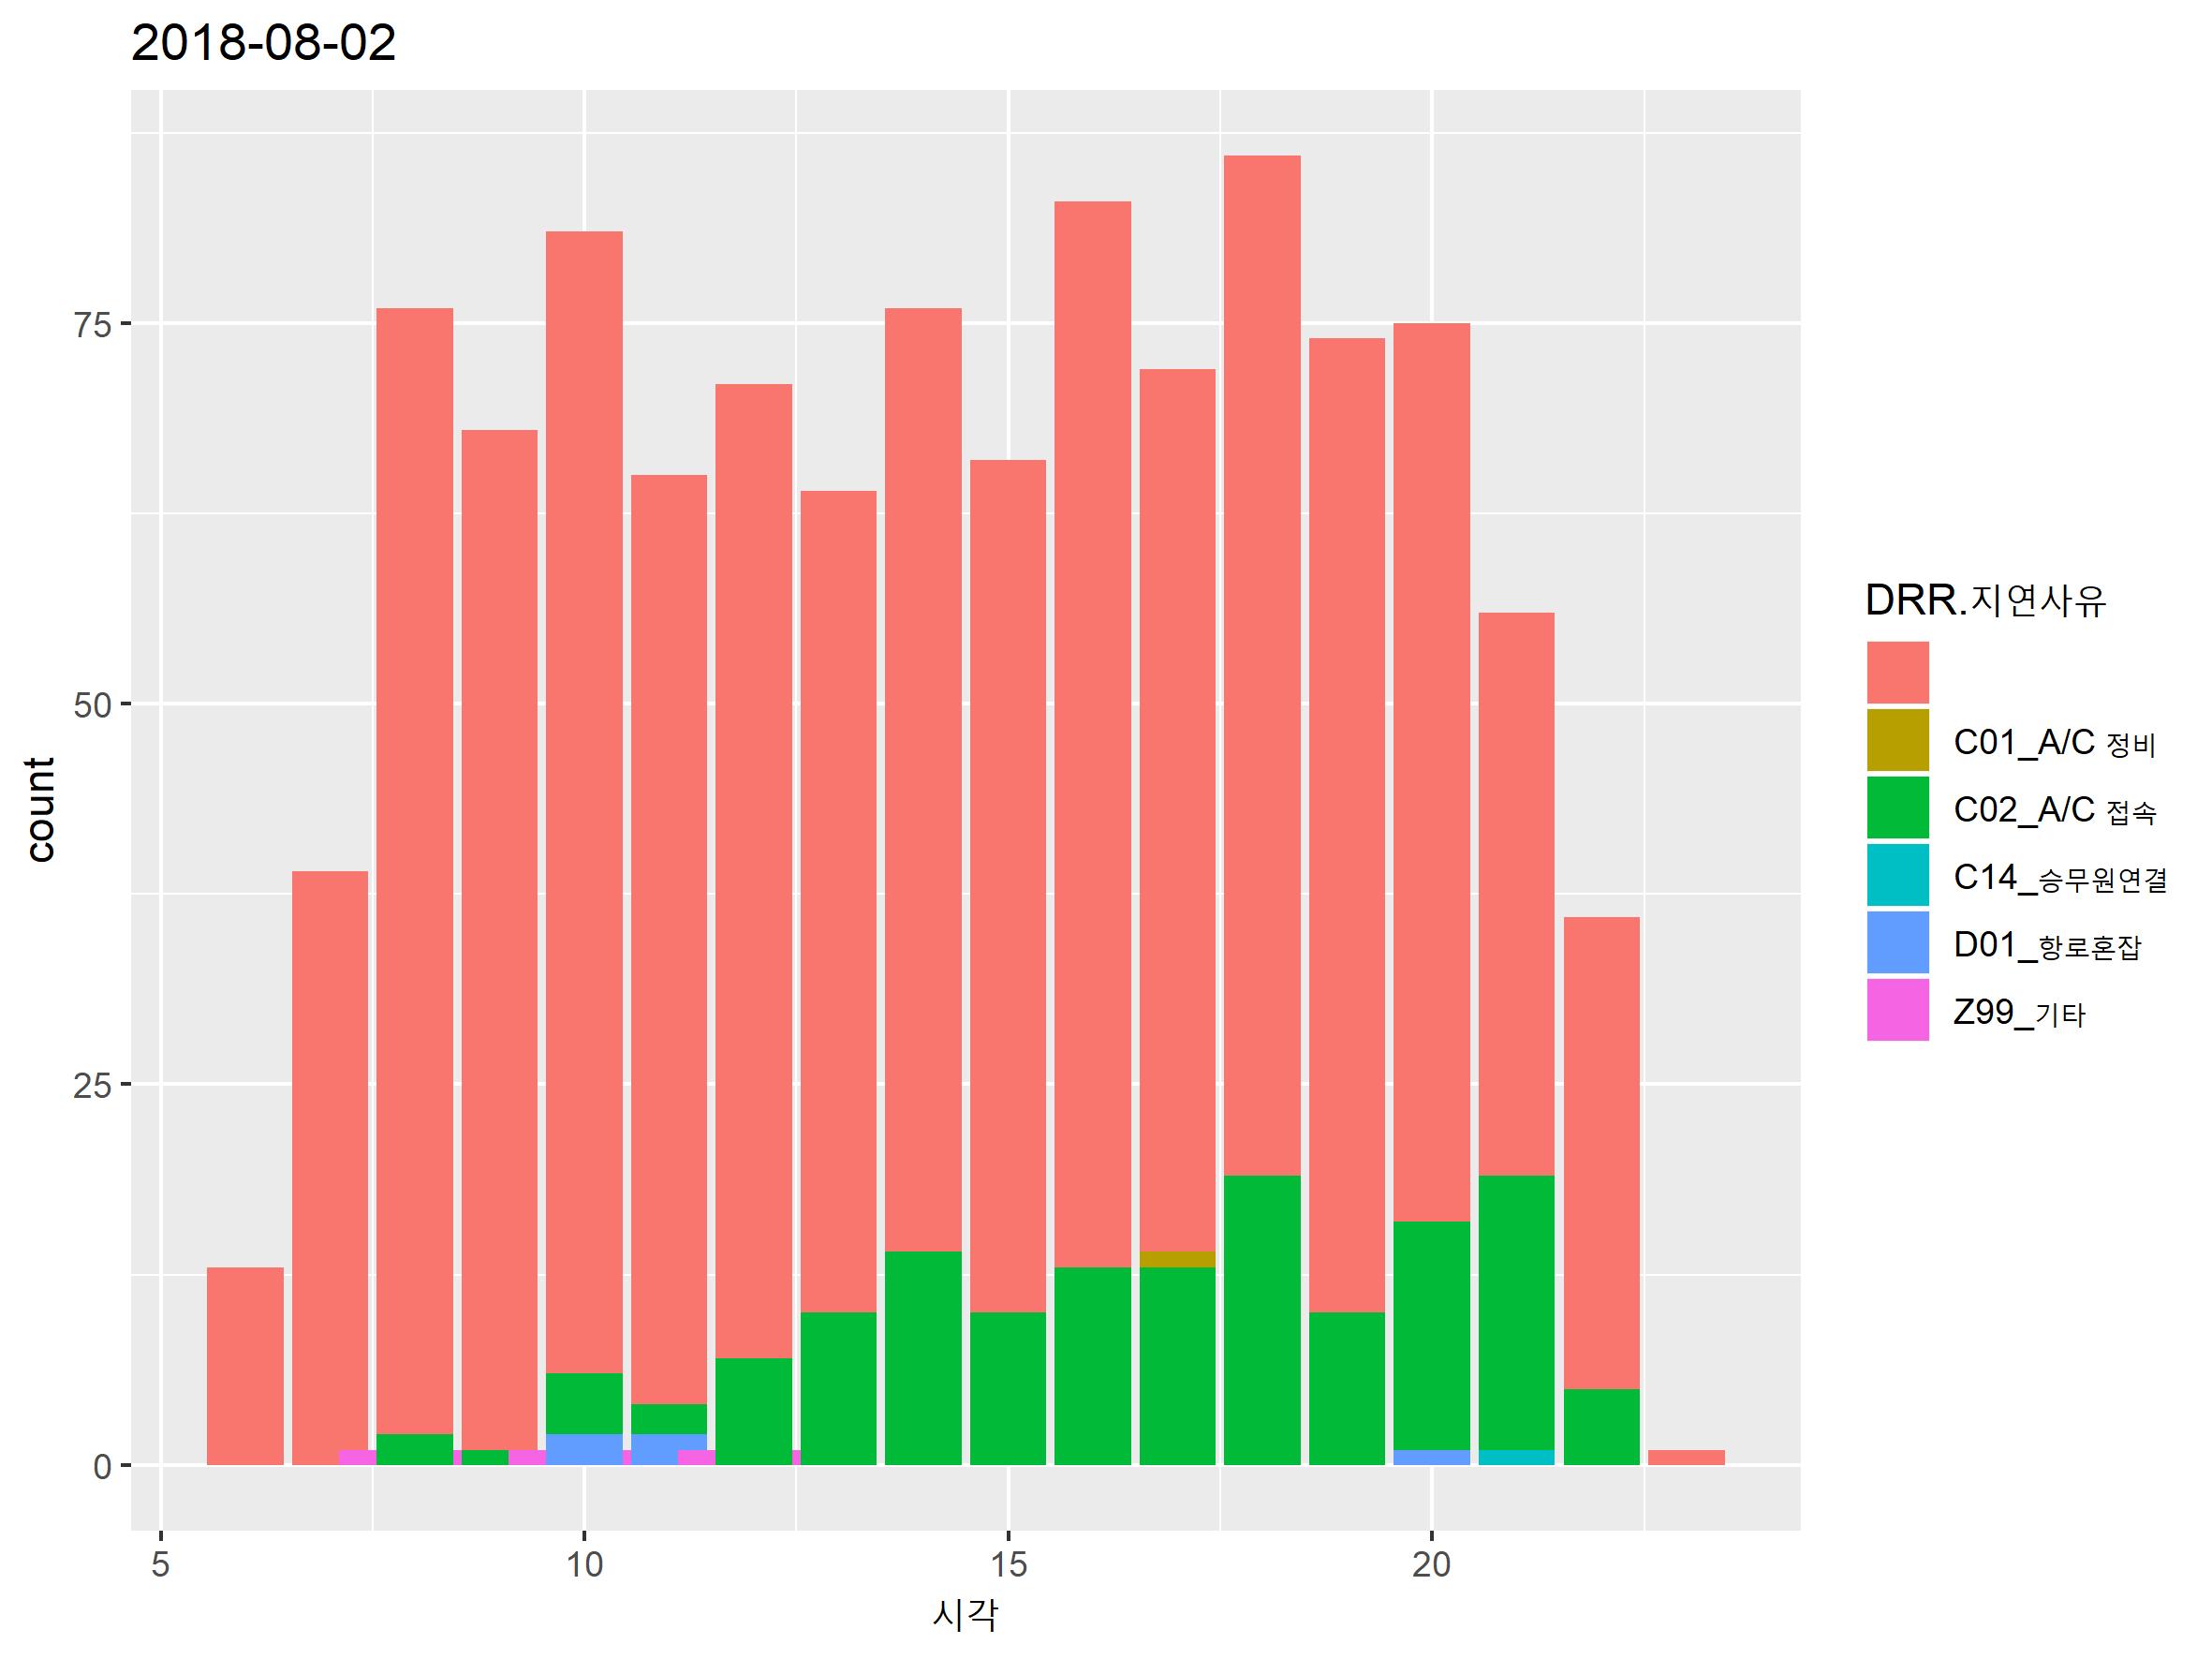 2018-08-02
75
50
25
0
count
5 10 15 20
시각
DRR.지연사유
C01_A/C 정비
C02_A/C 접속
C14_승무원연결
D01_항로혼잡
Z99_기타